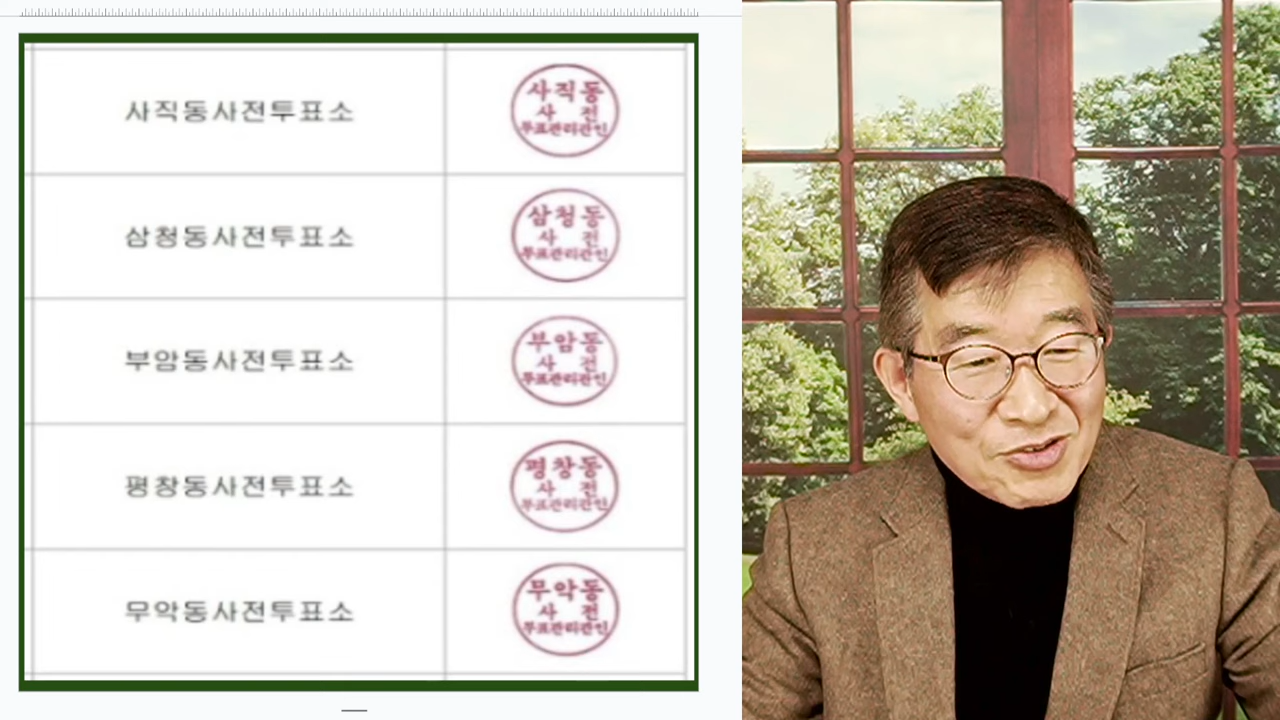 사직동사전투표소
사직동
사 전
투표관리관인
삼청동사전투표소
삼청동
사 전
투표관리관인
부암동사전투표소
부암동
사 전
투표관리관인
평창동사전투표소
평창동
사 전
투표관리관인
무악동사전투표소
무악동
사 전
투표관리관인